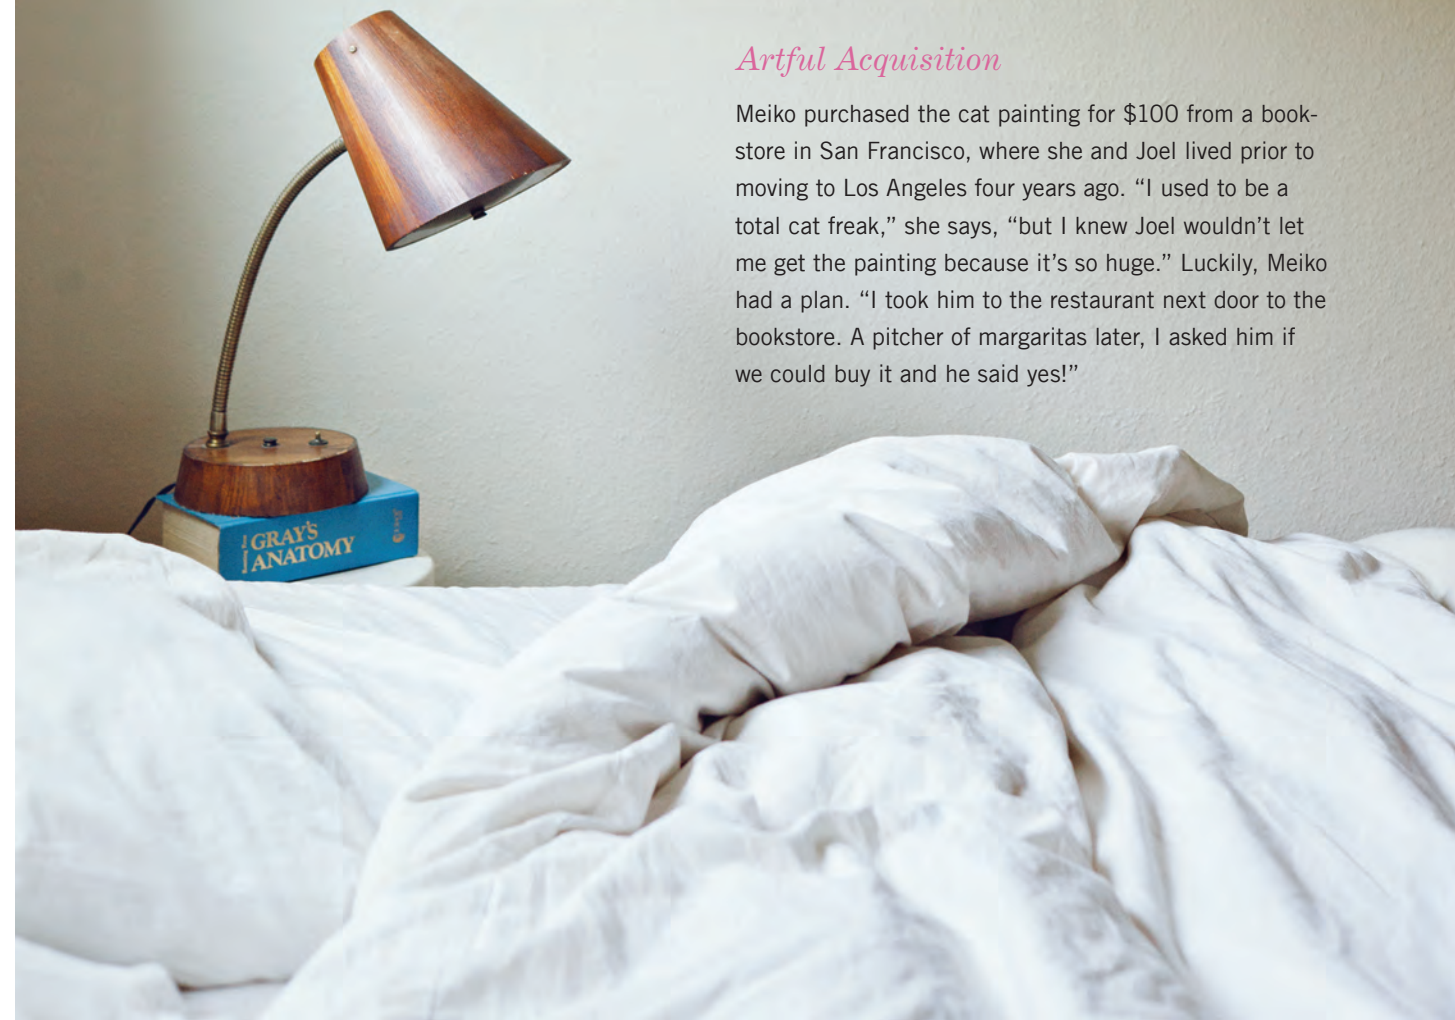 Artful Acquisition
Meiko purchased the cat painting for $100 from a book-
store in San Francisco, where she and Joel lived prior to
moving to Los Angeles four years ago. “I used to be a
total cat freak,” she says, “but I knew Joel wouldn’t let
me get the painting because it’s so huge.” Luckily, Meiko
had a plan. “I took him to the restaurant next door to the
bookstore. A pitcher of margaritas later, I asked him if
we could buy it and he said yes!”
GRAY’S
ANATOMY